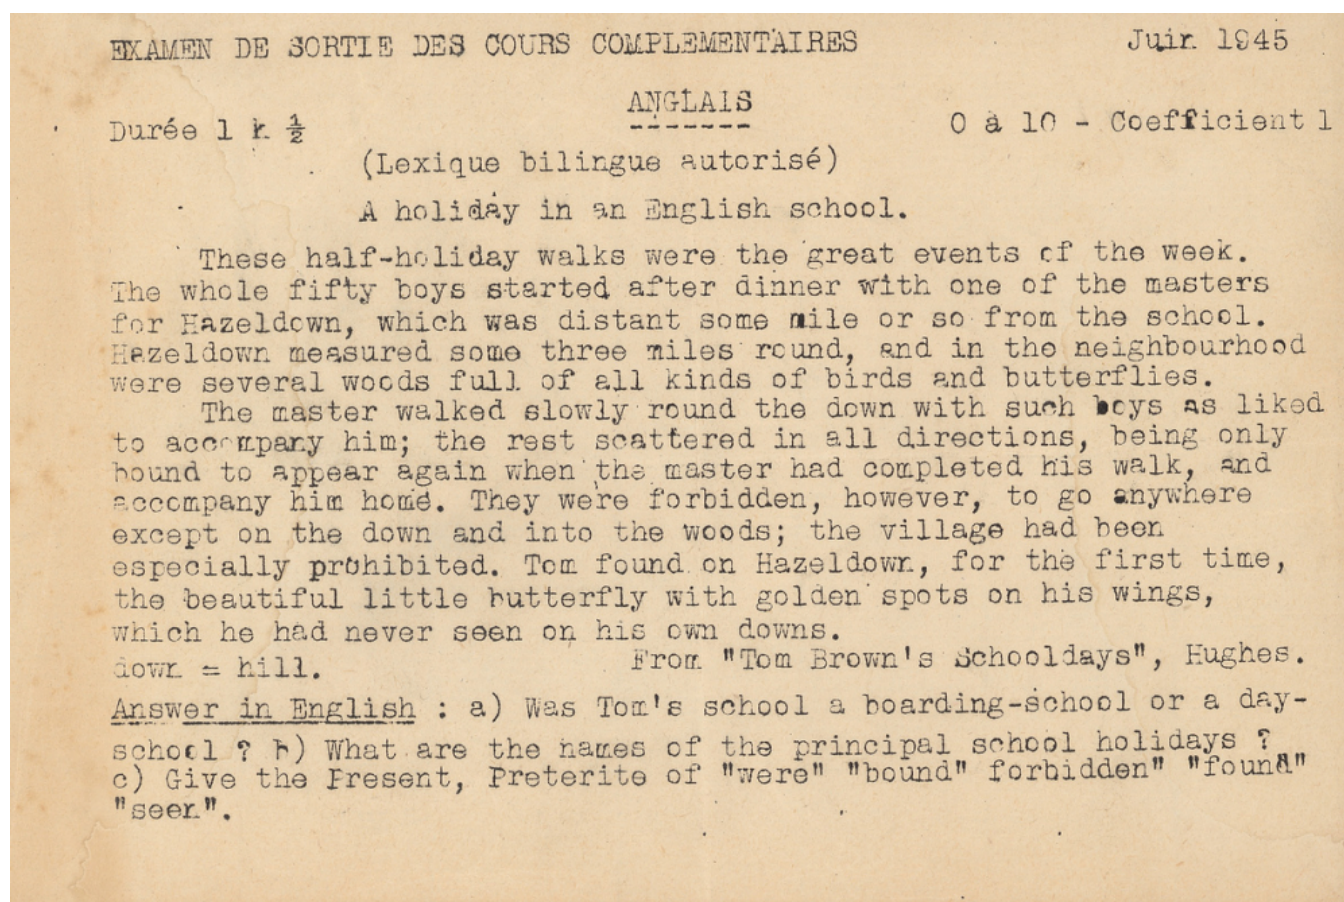 EXAMEN DE SORTIE DES COURS COMPLEMENTAIRES Juin 1945
ANGLAIS
Durée 1 h ½ 0 à 10 - Coefficient 1
(Lexique bilingue autorisé)
A holiday in an English school.
These half-holiday walks were the great events of the week.
The whole fifty boys started after dinner with one of the masters
for Hazeldown, which was distant some mile or so from the school.
Hazeldown measured some three miles round, and in the neighbourhood
were several woods full of all kinds of birds and butterflies.
The master walked slowly round the down with such boys as liked
to accompany him; the rest scattered in all directions, being only
bound to appear again when the master had completed his walk, and
accompany him home. They were forbidden, however, to go anywhere
except on the down and into the woods; the village had been
especially prohibited. Tom found on Hazeldown, for the first time,
the beautiful little butterfly with golden spots on his wings,
which he had never seen on his own downs.
down = hill. From "Tom Brown's Schooldays", Hughes.
Answer in English : a) Was Tom's school a boarding-school or a day-
school ? b) What are the names of the principal school holidays ?
c) Give the Present, Preterite of "were" "bound" forbidden" "found"
"seen".